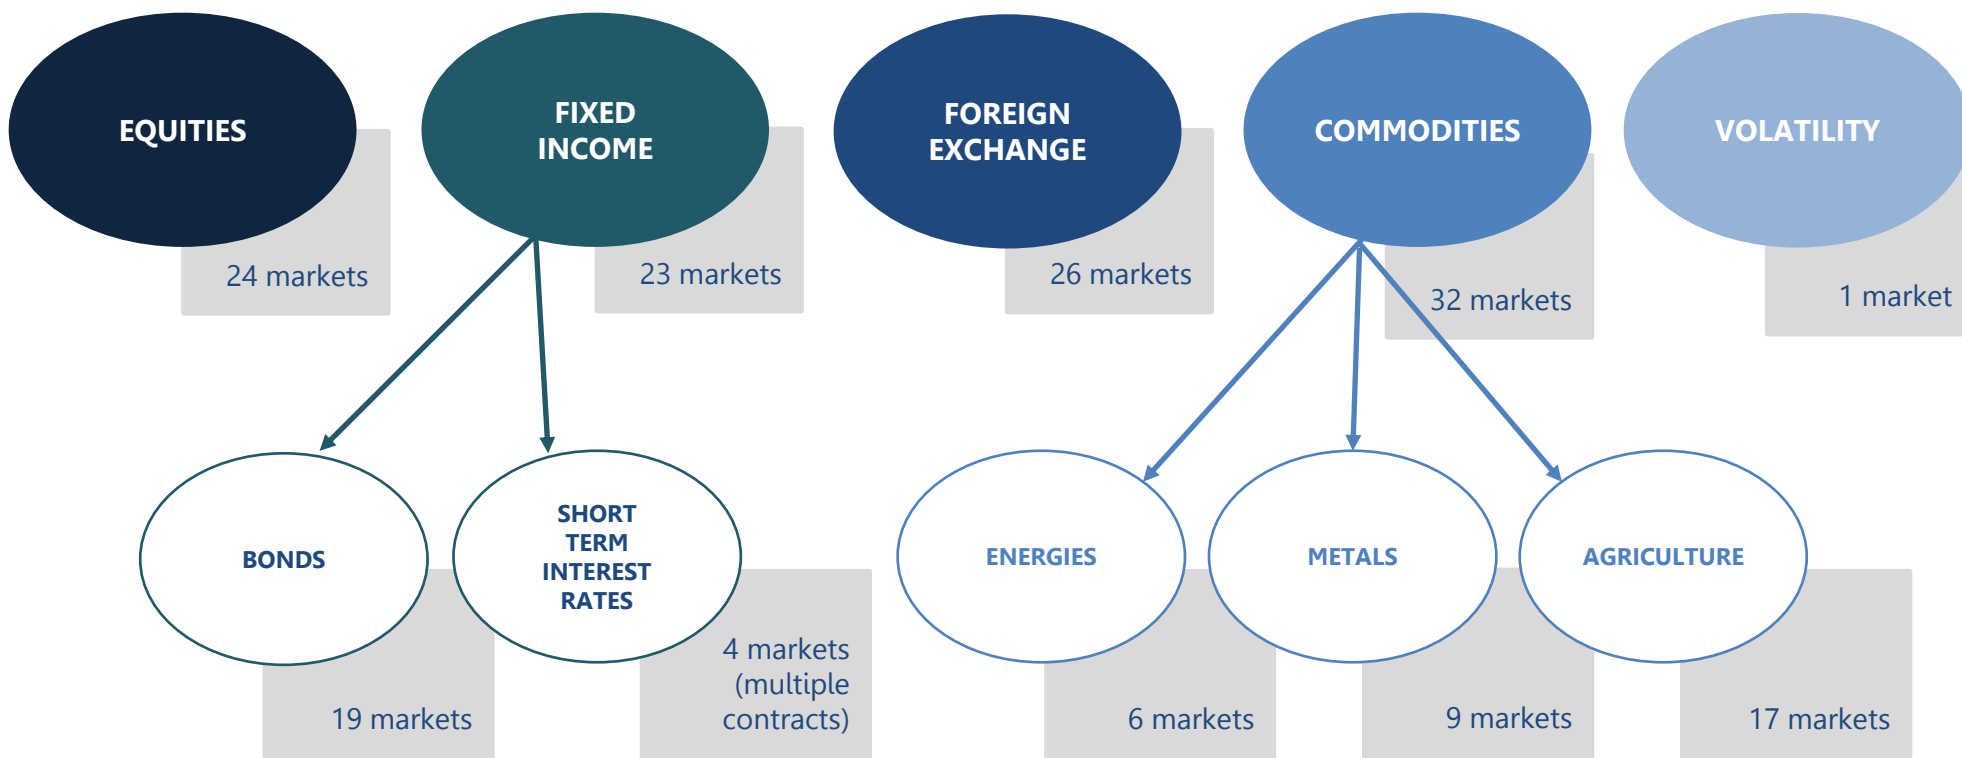 EQUITIES
24 markets
FIXED
INCOME
23 markets
FOREIGN
EXCHANGE
26 markets
COMMODITIES
32 markets
VOLATILITY
1 market
BONDS
19 markets
SHORT
TERM
INTEREST
RATES
4 markets
(multiple
contracts)
ENERGIES
6 markets
METALS
9 markets
AGRICULTURE
17 markets